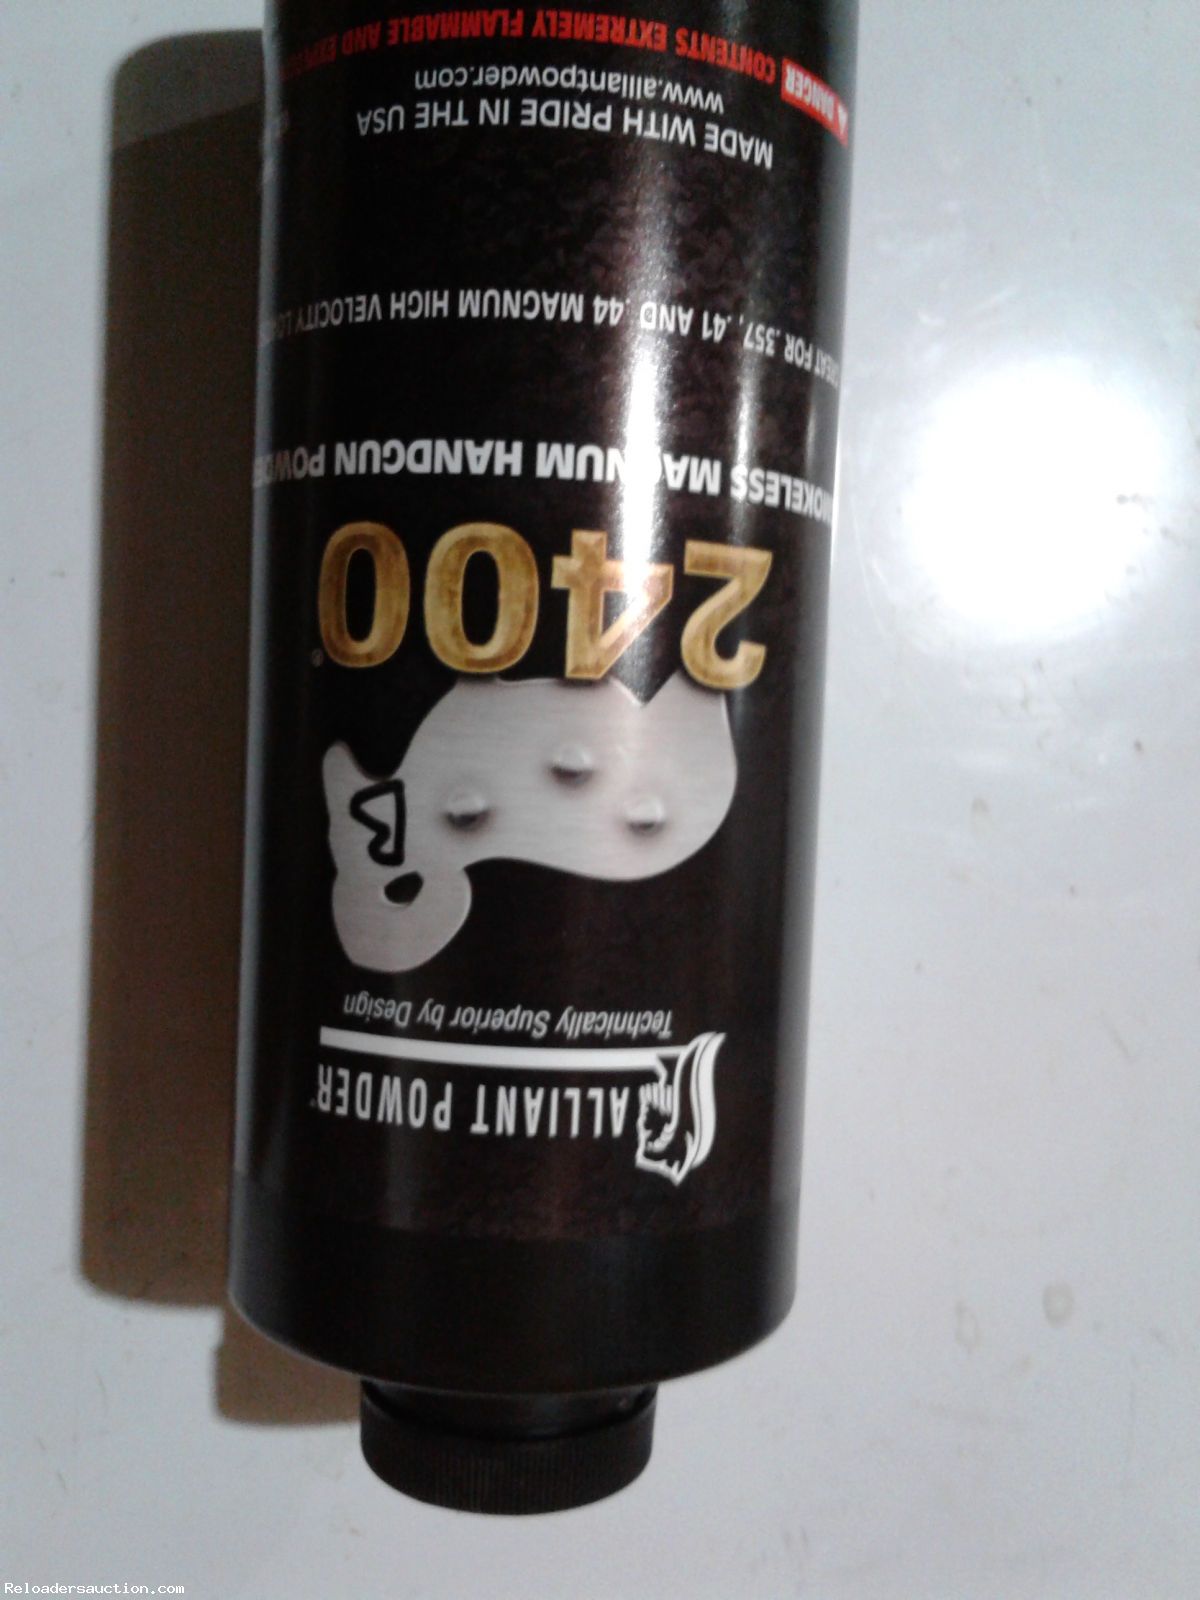 ALLIANT POWDER
Technically Superior by Design
2400®
MAGNUM HANDGUN
FOR .357, .41 AND .44 MAGNUM HIGH VELOCITY
MADE WITH PRIDE IN THE USA
www.alliantpowder.com
DANGER CONTENTS EXTREMELY FLAMMABLE AND
Reloadersauction.com